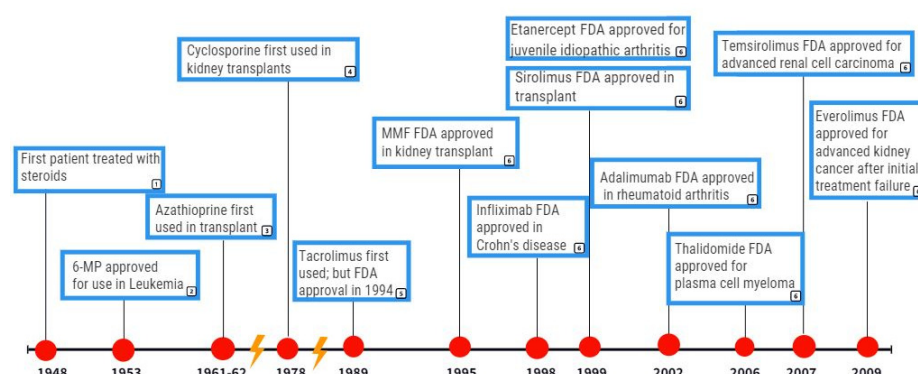 First patient treated with
steroids
1
6-MP approved
for use in Leukemia
2
Azathioprine first
used in transplant
3
Cyclosporine first used in
kidney transplants
4
Tacrolimus first
used; but FDA
approval in 1994
5
MMF FDA approved
in kidney transplant
6
Infliximab FDA
approved in
Crohn's disease
6
Etanercept FDA approved for
juvenile idiopathic arthritis
6
Sirolimus FDA approved in
transplant
6
Adalimumab FDA approved
in rheumatoid arthritis
6
Thalidomide FDA
approved for
plasma cell myeloma
6
Temsirolimus FDA approved for
advanced renal cell carcinoma
6
Everolimus FDA
approved for
advanced kidney
cancer after initial
treatment failure
1948 1953 1961-62 1978 1989 1995 1998 1999 2002 2006 2007 2009